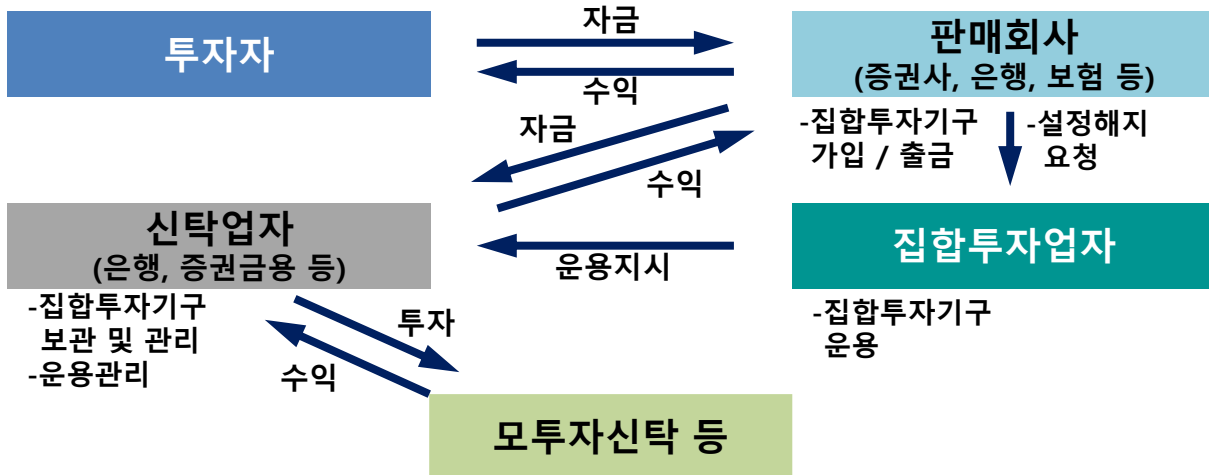 투자자
자금
수익
판매회사
(증권사, 은행, 보험 등)
자금
수익
-집합투자기구
가입 / 출금
-설정해지
요청
신탁업자
(은행, 증권금융 등)
운용지시
집합투자업자
-집합투자기구
보관 및 관리
-운용관리
투자
수익
-집합투자기구
운용
모투자신탁 등